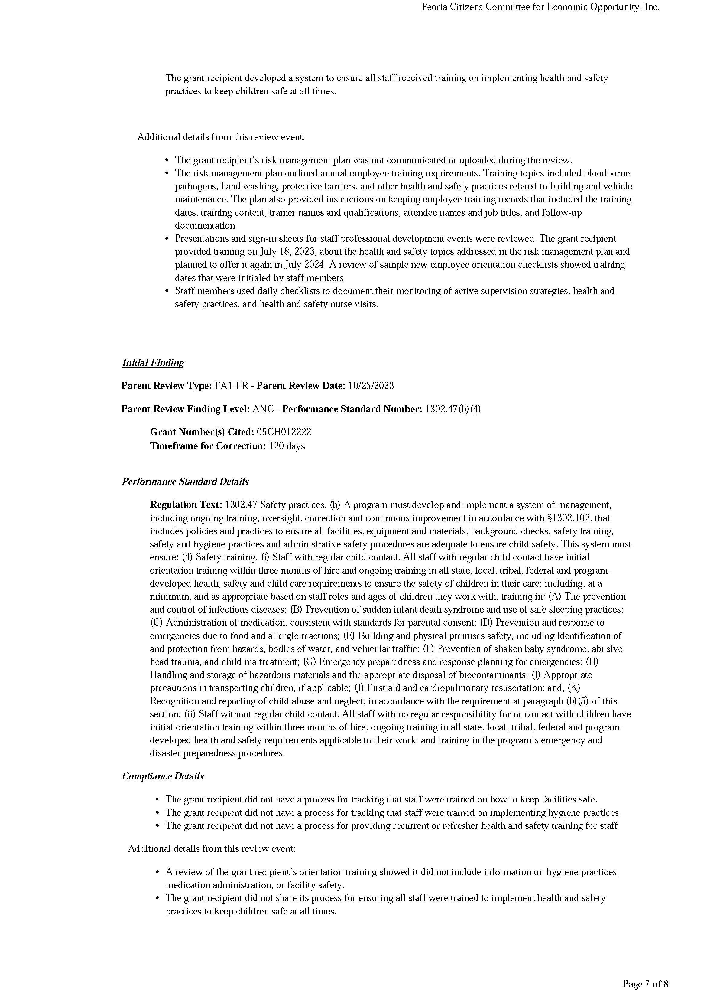 Peoria Citizens Committee for Economic Opportunity, Inc.
The grant recipient developed a system to ensure all staff received training on implementing health and safety
practices to keep children safe at all times.
Additional details from this review event:
• The grant recipient's risk management plan was not communicated or uploaded during the review.
• The risk management plan outlined annual employee training requirements. Training topics included bloodborne
pathogens, hand washing, protective barriers, and other health and safety practices related to building and vehicle
maintenance. The plan also provided instructions on keeping employee training records that included the training
dates, training content, trainer names and qualifications, attendee names and job titles, and follow-up
documentation.
• Presentations and sign-in sheets for staff professional development events were reviewed. The grant recipient
provided training on July 18, 2023, about the health and safety topics addressed in the risk management plan and
planned to offer it again in July 2024. A review of sample new employee orientation checklists showed training
dates that were initialed by staff members.
• Staff members used daily checklists to document their monitoring of active supervision strategies, health and
safety practices, and health and safety nurse visits.
Initial Finding
Parent Review Type: FA1-FR - Parent Review Date: 10/25/2023
Parent Review Finding Level: ANC - Performance Standard Number: 1302.47(b)(4)
Grant Number(s) Cited: 05CH012222
Timeframe for Correction: 120 days
Performance Standard Details
Regulation Text: 1302.47 Safety practices. (b) A program must develop and implement a system of management,
including ongoing training, oversight, correction and continuous improvement in accordance with §1302.102, that
includes policies and practices to ensure all facilities, equipment and materials, background checks, safety training,
safety and hygiene practices and administrative safety procedures are adequate to ensure child safety. This system must
ensure: (4) Safety training. (i) Staff with regular child contact. All staff with regular child contact have initial
orientation training within three months of hire and ongoing training in all state, local, tribal, federal and program-
developed health, safety and child care requirements to ensure the safety of children in their care; including, at a
minimum, and as appropriate based on staff roles and ages of children they work with, training in: (A) The prevention
and control of infectious diseases; (B) Prevention of sudden infant death syndrome and use of safe sleeping practices;
(C) Administration of medication, consistent with standards for parental consent; (D) Prevention and response to
emergencies due to food and allergic reactions; (E) Building and physical premises safety, including identification of
and protection from hazards, bodies of water, and vehicular traffic; (F) Prevention of shaken baby syndrome, abusive
head trauma, and child maltreatment; (G) Emergency preparedness and response planning for emergencies; (H)
Handling and storage of hazardous materials and the appropriate disposal of biocontaminants; (I) Appropriate
precautions in transporting children, if applicable; (J) First aid and cardiopulmonary resuscitation; and, (K)
Recognition and reporting of child abuse and neglect, in accordance with the requirement at paragraph (b)(5) of this
section; (ii) Staff without regular child contact. All staff with no regular responsibility for or contact with children have
initial orientation training within three months of hire; ongoing training in all state, local, tribal, federal and program-
developed health and safety requirements applicable to their work; and training in the program's emergency and
disaster preparedness procedures.
Compliance Details
• The grant recipient did not have a process for tracking that staff were trained on how to keep facilities safe.
• The grant recipient did not have a process for tracking that staff were trained on implementing hygiene practices.
• The grant recipient did not have a process for providing recurrent or refresher health and safety training for staff.
Additional details from this review event:
• A review of the grant recipient's orientation training showed it did not include information on hygiene practices,
medication administration, or facility safety.
• The grant recipient did not share its process for ensuring all staff were trained to implement health and safety
practices to keep children safe at all times.
Page 7 of 8